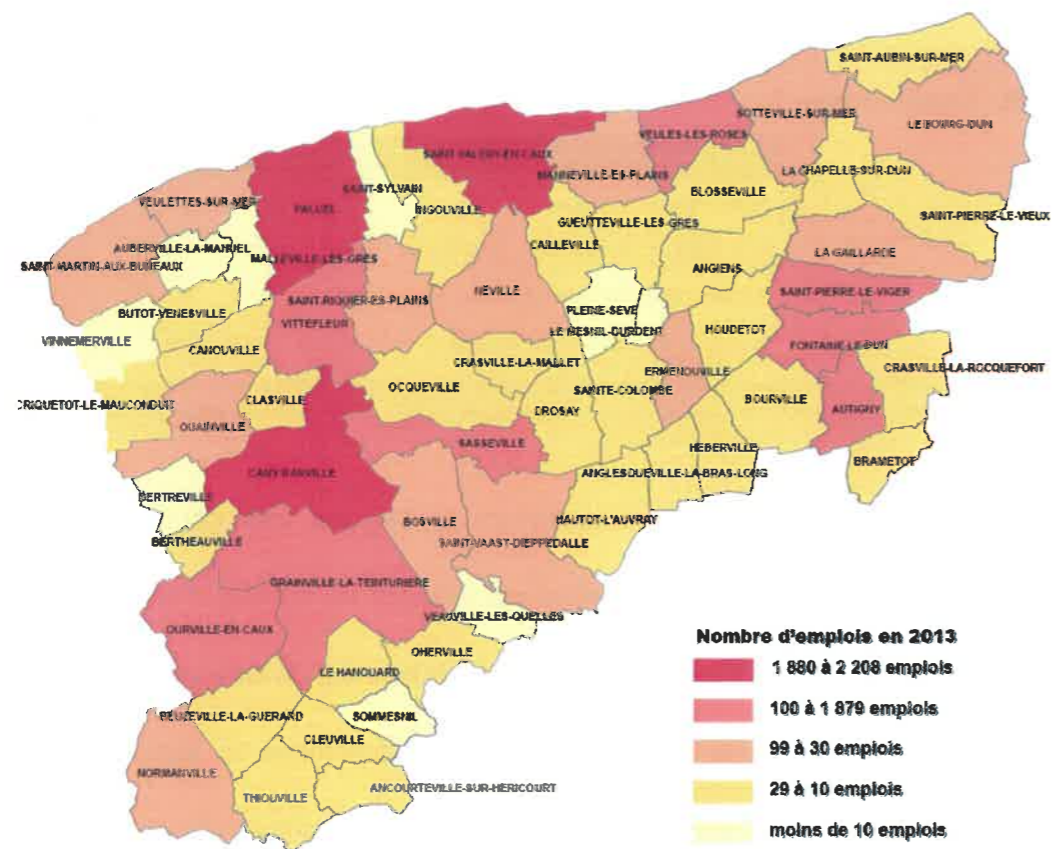 SAINT-AUBIN-SUR-MER
SOTTEVILLE-SUR-MER
LE BOURG-DUN
VEULES-LES-ROSES
SAINT-VALERY-EN-CAUX
MANNEVILLE-ES-PLAINS
LA CHAPELLE-SUR-DUN
SAINT-SYLVAIN
BLOSSEVILLE
VEULETTES-SUR-MER
PALUEL
INGOUVILLE
GUEUTTEVILLE-LES-GRES
SAINT-PIERRE-LE-VIEUX
AUBERVILLE-LA-MANUEL
CAILLEVILLE
LA GAILLARDE
MALLEVILLE-LES-GRES
SAINT-MARTIN-AUX-BUNEAUX
ANGIENS
SAINT-RIQUIER-ES-PLAINS
NEVILLE
SAINT-PIERRE-LE-VIGER
BUTOT-VENESVILLE
PLEINE-SEVE
VITTEFLEUR
LE MESNIL-DURDENT
HOUDETOT
VINNEMERVILLE
CANOUVILLE
FONTAINE-LE-DUN
CRASVILLE-LA-MALLET
ERMENOUVILLE
CRASVILLE-LA-ROCQUEFORT
OCQUEVILLE
SAINTE-COLOMBE
CLASVILLE
BOURVILLE
CRIQUETOT-LE-MAUCONDUIT
DROSAY
AUTIGNY
OUAINVILLE
SASSEVILLE
HEBERVILLE
BRAMETOT
CANY-BARVILLE
ANGLESQUEVILLE-LA-BRAS-LONG
BERTREVILLE
BOSVILLE
HAUTOT-L'AUVRAY
BERTHEAUVILLE
SAINT-VAAST-DIEPPEDALLE
GRAINVILLE-LA-TEINTURIERE
VEAUVILLE-LES-QUELLES
OURVILLE-EN-CAUX
OHERVILLE
LE HANOUARD
BEUZEVILLE-LA-GUERARD
SOMMESNIL
CLEUVILLE
NORMANVILLE
ANCOURTEVILLE-SUR-HERICOURT
THIOUVILLE
Nombre d'emplois en 2013
1 880 à 2 208 emplois
100 à 1 879 emplois
99 à 30 emplois
29 à 10 emplois
moins de 10 emplois